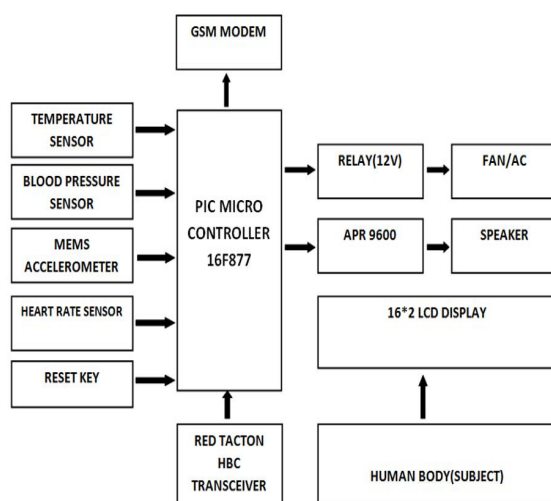 GSM MODEM
TEMPERATURE
SENSOR
BLOOD PRESSURE
SENSOR
MEMS
ACCELEROMETER
HEART RATE SENSOR
RESET KEY
PIC MICRO
CONTROLLER
16F877
RELAY(12V)
FAN/AC
APR 9600
SPEAKER
16*2 LCD DISPLAY
RED TACTON
HBC
TRANSCEIVER
HUMAN BODY(SUBJECT)